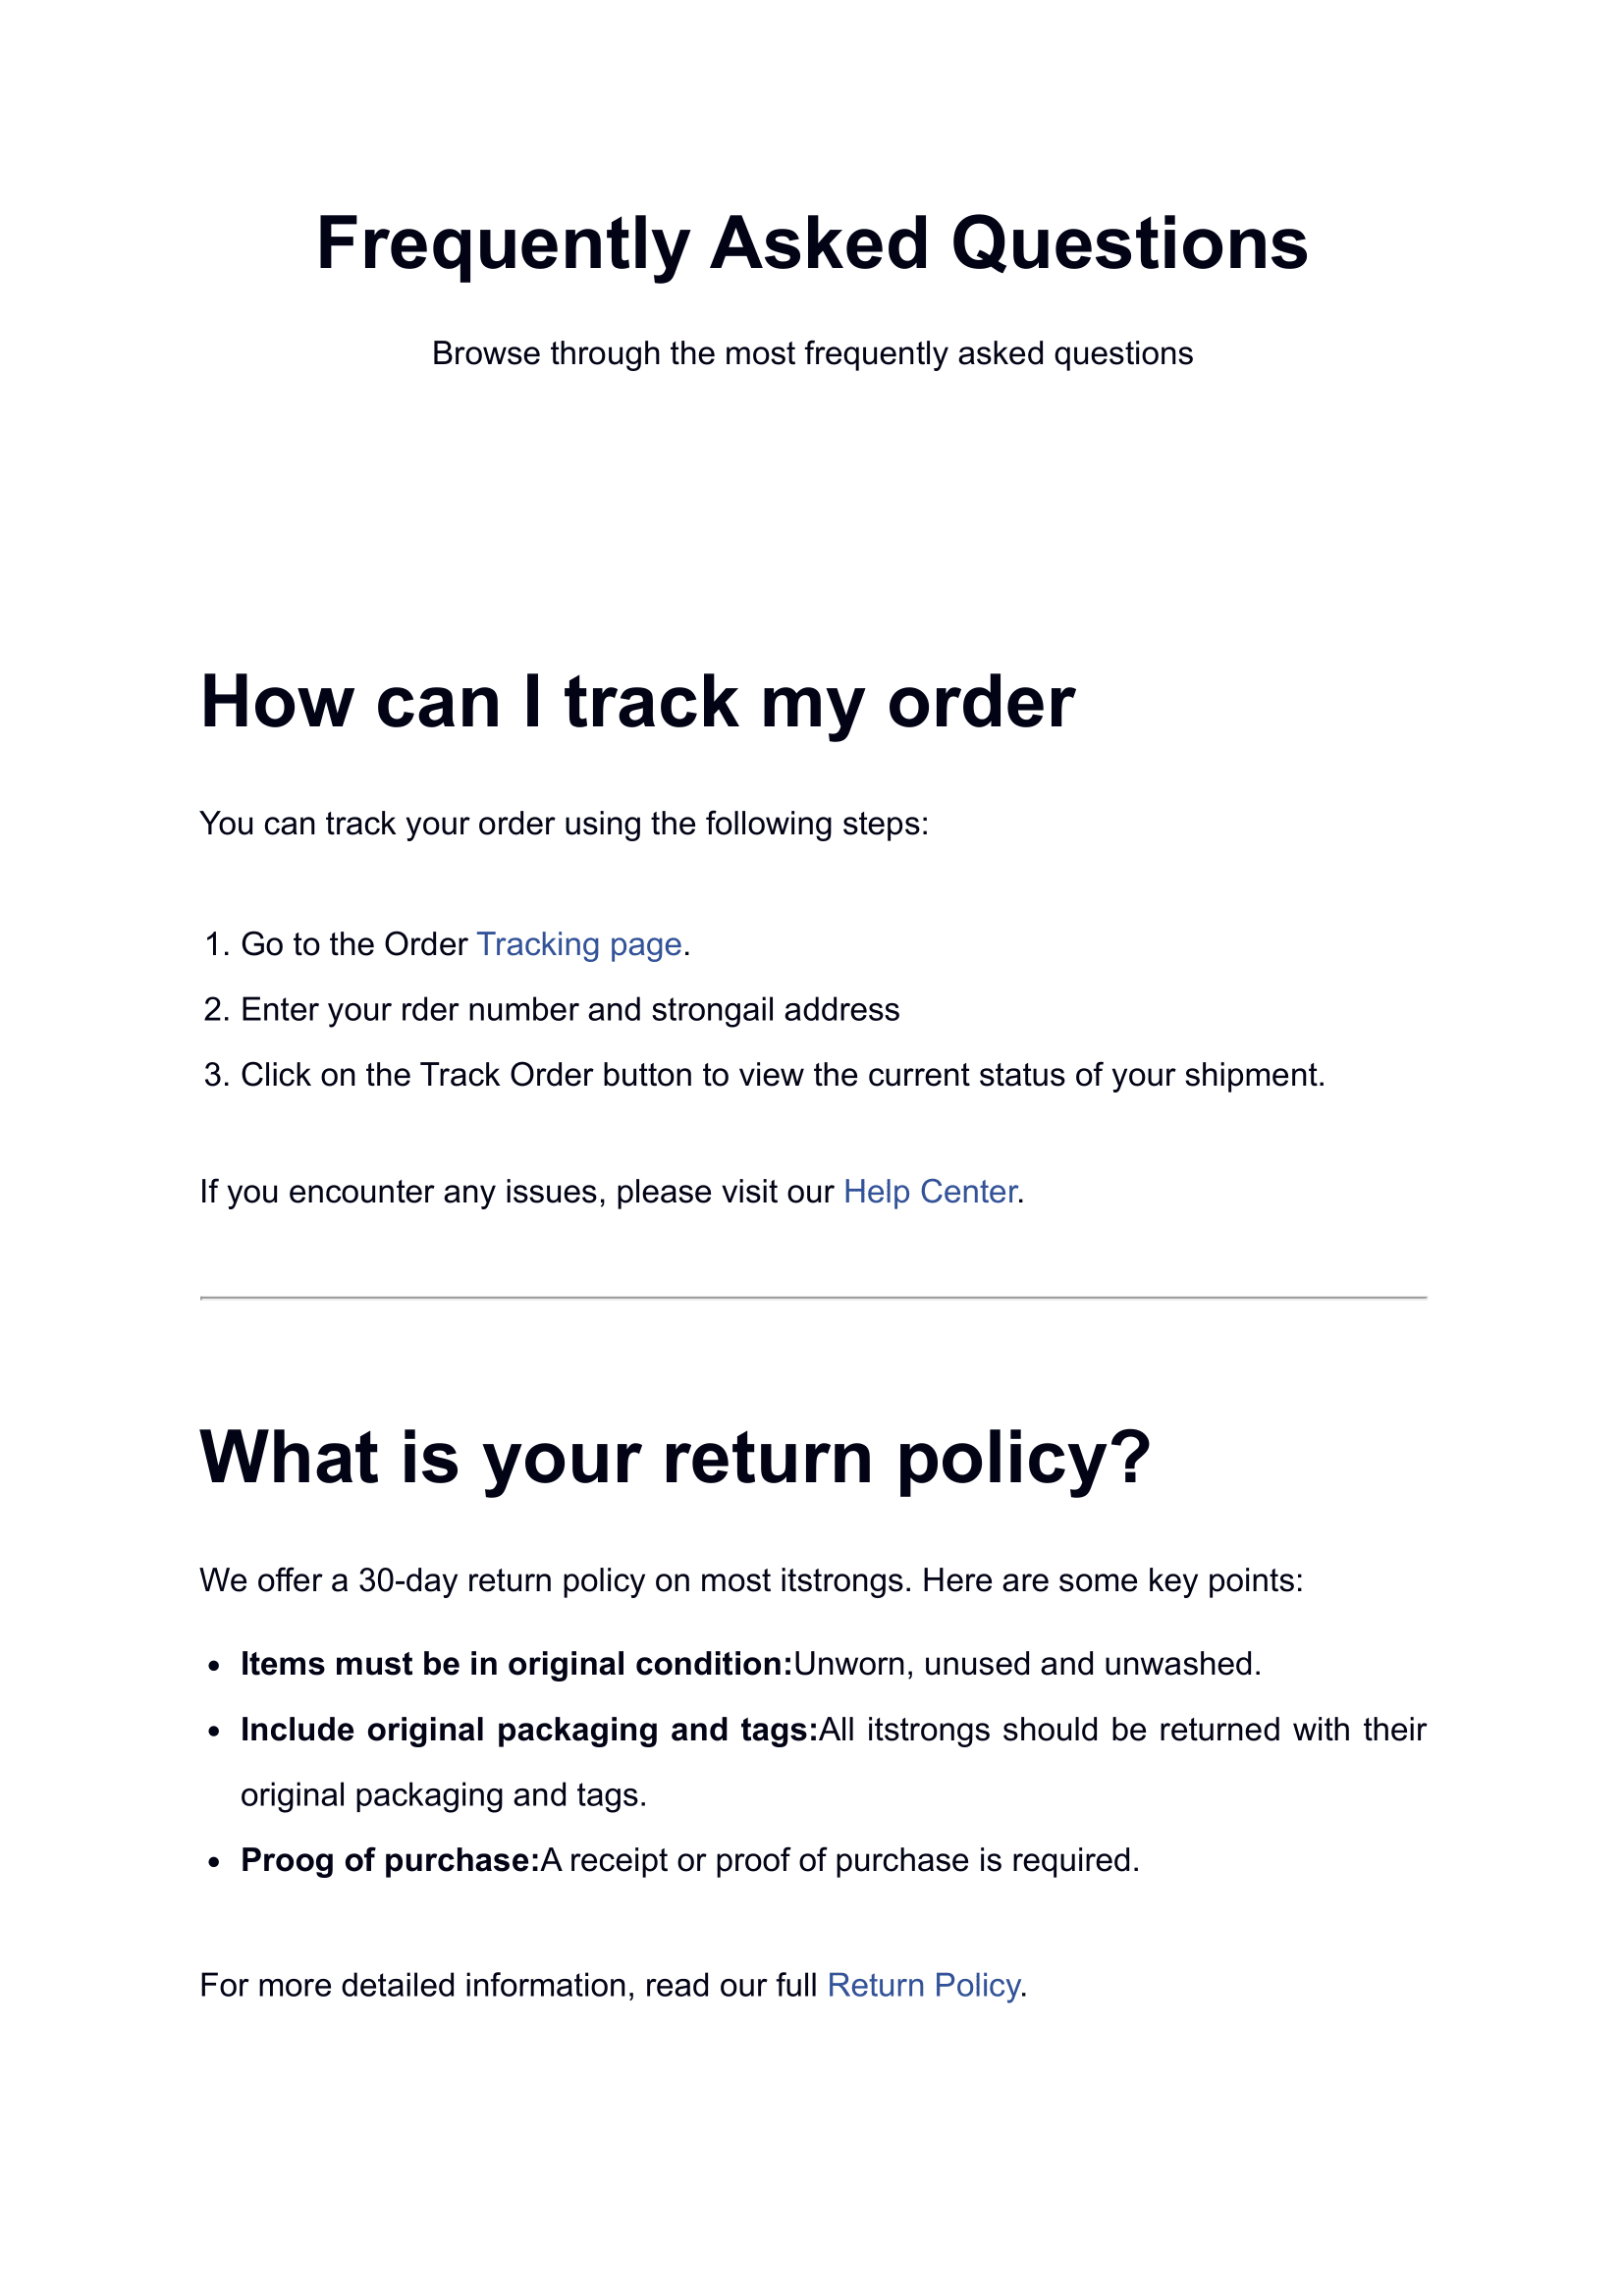 Frequently Asked Questions
Browse through the most frequently asked questions
How can I track my order
You can track your order using the following steps:
1. Go to the Order Tracking page.
2. Enter your rder number and strongail address
3. Click on the Track Order button to view the current status of your shipment.
If you encounter any issues, please visit our Help Center.
What is your return policy?
We offer a 30-day return policy on most itstrongs. Here are some key points:
• Items must be in original condition:Unworn, unused and unwashed.
• Include original packaging and tags:All itstrongs should be returned with their
original packaging and tags.
• Proog of purchase:A receipt or proof of purchase is required.
For more detailed information, read our full Return Policy.